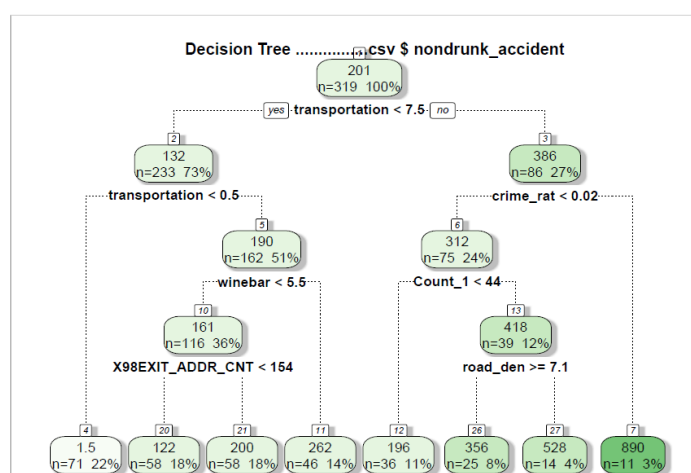 Decision Tree ..............csv $ nondrunk_accident
1
201
n=319 100%
yes transportation < 7.5 no
2
3
132
386
n=233 73%
n=86 27%
transportation < 0.5
crime_rat < 0.02
5
6
190
312
n=162 51%
n=75 24%
winebar < 5.5
Count_1 < 44
10
13
161
418
n=116 36%
n=39 12%
X98EXIT_ADDR_CNT < 154
road_den >= 7.1
4
20
21
11
12
26
27
7
1.5
122
200
262
196
356
528
890
n=71 22%
n=58 18%
n=58 18%
n=46 14%
n=36 11%
n=25 8%
n=14 4%
n=11 3%